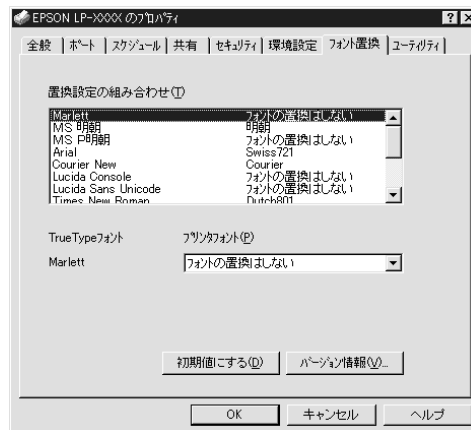 EPSON LP-XXXX のプロパティ
全般 ポート スケジュール 共有 セキュリティ 環境設定 フォント置換 ユーティリティ
置換設定の組み合わせ(T)
Marlett フォントの置換はしない
MS 明朝 明朝
MS P明朝 フォントの置換はしない
Arial Swiss721
Courier New Courier
Lucida Console フォントの置換はしない
Lucida Sans Unicode フォントの置換はしない
Times New Roman Dutch801
TrueTypeフォント プリンタフォント(P)
Marlett フォントの置換はしない
初期値にする(D) バージョン情報(V)...
OK キャンセル ヘルプ